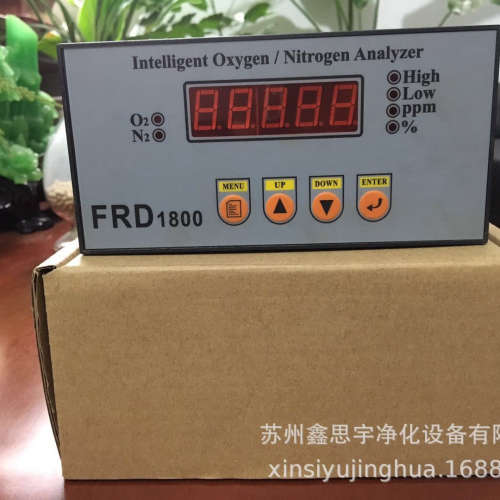 Intelligent Oxygen / Nitrogen Analyzer
High
Low
ppm
%
O2
N2
MENU
UP
DOWN
ENTER
FRD1800
苏州鑫思宇净化设备有限
xinsiyujinghua.1688